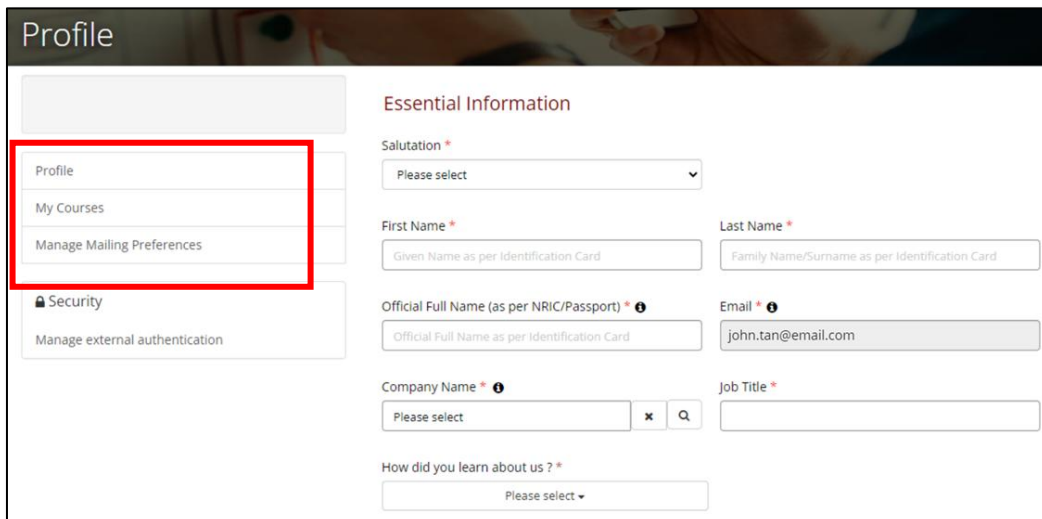 Profile
Profile
My Courses
Manage Mailing Preferences
Security
Manage external authentication
Essential Information
Salutation *
Please select
First Name *
Last Name *
Given Name as per Identification Card
Family Name/Surname as per Identification Card
Official Full Name (as per NRIC/Passport) *
Email *
Official Full Name as per Identification Card
john.tan@email.com
Company Name *
Job Title *
Please select
How did you learn about us ? *
Please select